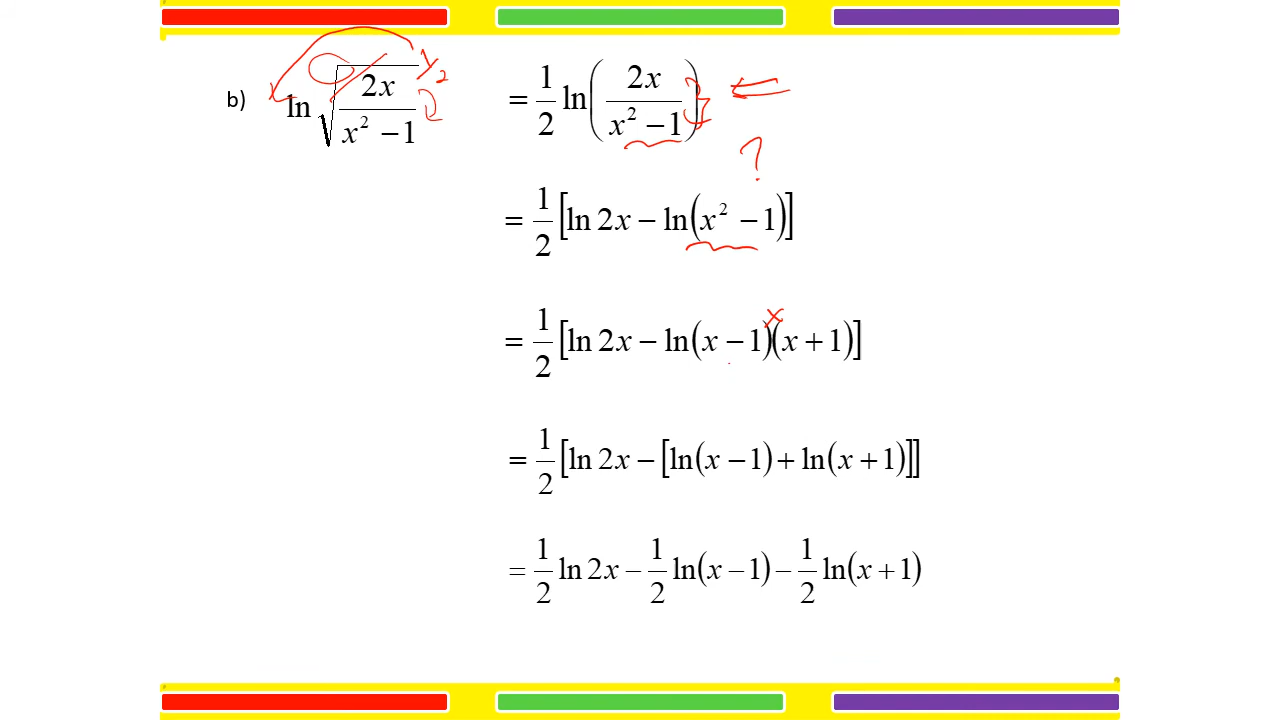 b) ln √(2x / (x² − 1)) 1/2 = 1/2 ln(2x / (x² − 1))
?
= 1/2 [ln 2x − ln(x² − 1)]
x
= 1/2 [ln 2x − ln(x − 1)(x + 1)]
= 1/2 [ln 2x − [ln(x − 1) + ln(x + 1)]]
= 1/2 ln 2x − 1/2 ln(x − 1) − 1/2 ln(x + 1)